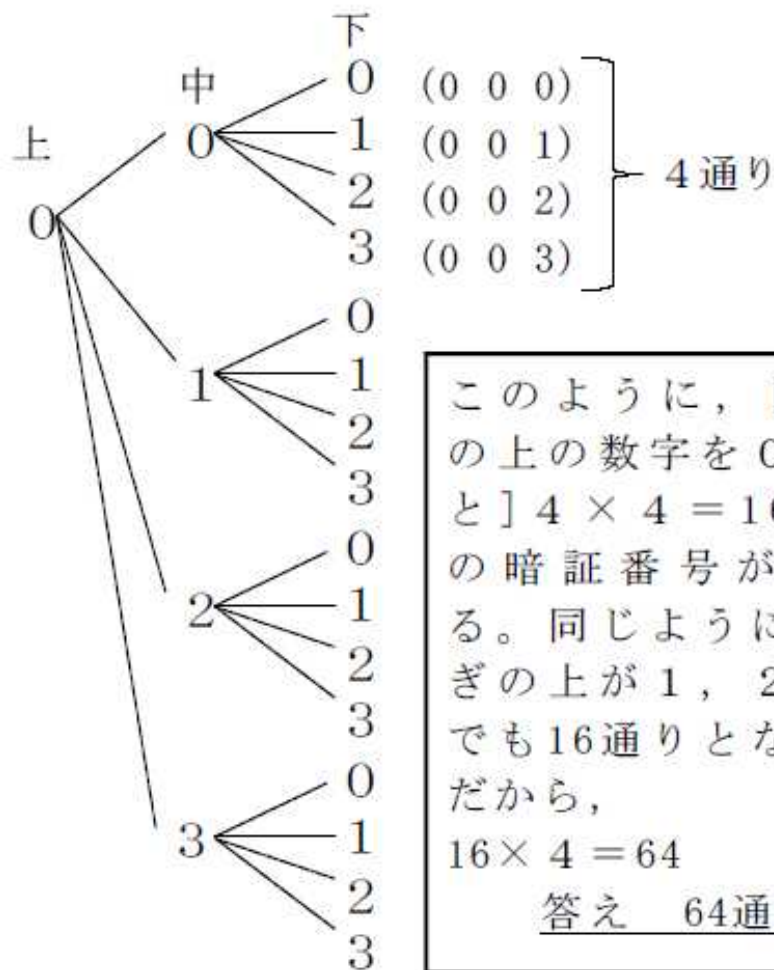 下
中
上
0
0
0
1
2
3
(0 0 0)
(0 0 1)
(0 0 2)
(0 0 3)
4通り
1
0
1
2
3
2
0
1
2
3
3
0
1
2
3
このように,
の上の数字を0
と]4×4=16
の暗証番号が
る。同じように
ぎの上が1,2
でも16通りとな
だから,
16×4=64
答え 64通